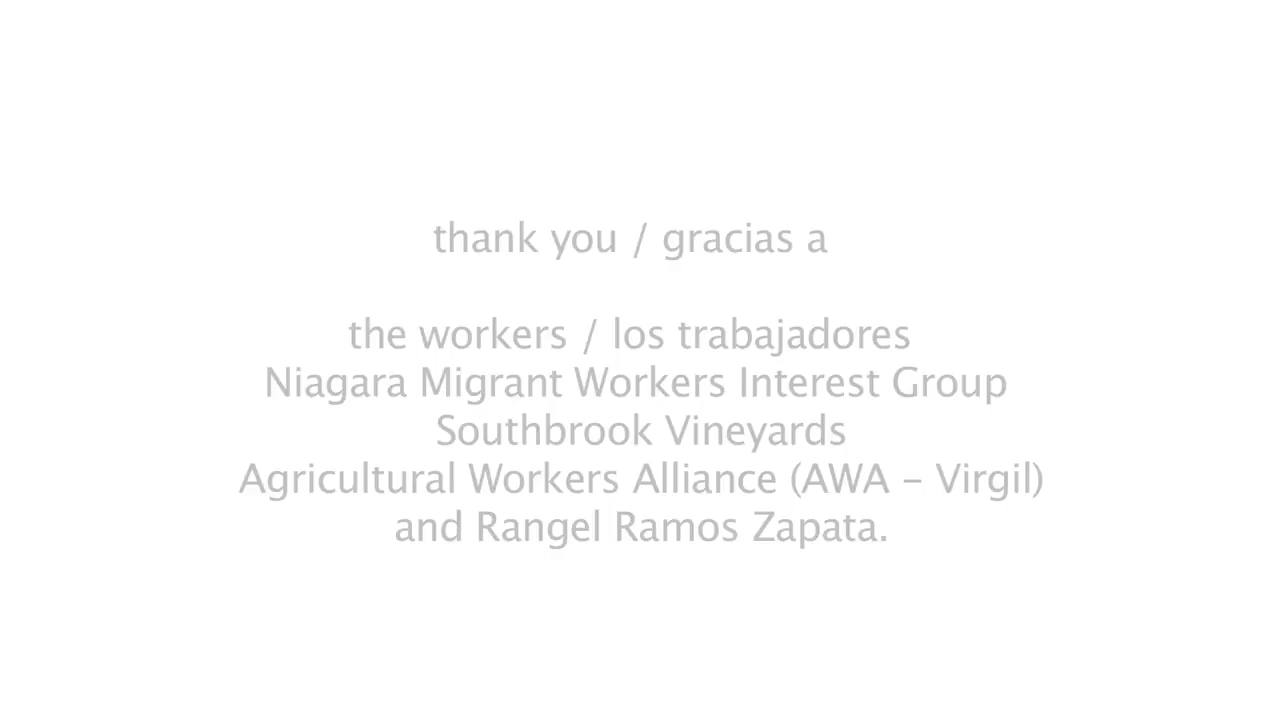 thank you / gracias a
the workers / los trabajadores
Niagara Migrant Workers Interest Group
Southbrook Vineyards
Agricultural Workers Alliance (AWA – Virgil)
and Rangel Ramos Zapata.